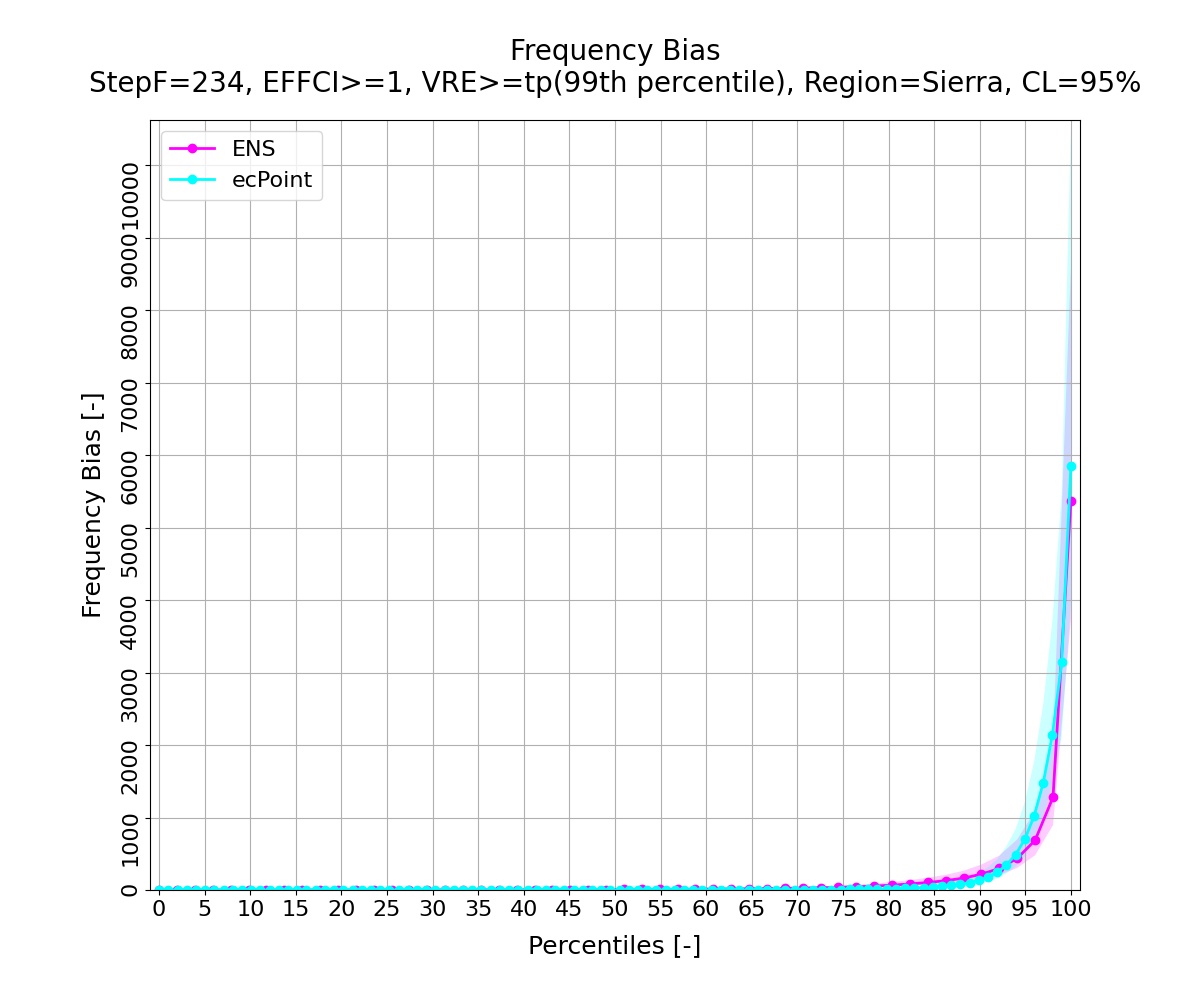 Frequency Bias
StepF=234, EFFCI>=1, VRE>=tp(99th percentile), Region=Sierra, CL=95%
ENS
ecPoint
Frequency Bias [-]
10000
9000
8000
7000
6000
5000
4000
3000
2000
1000
0
0 5 10 15 20 25 30 35 40 45 50 55 60 65 70 75 80 85 90 95 100
Percentiles [-]